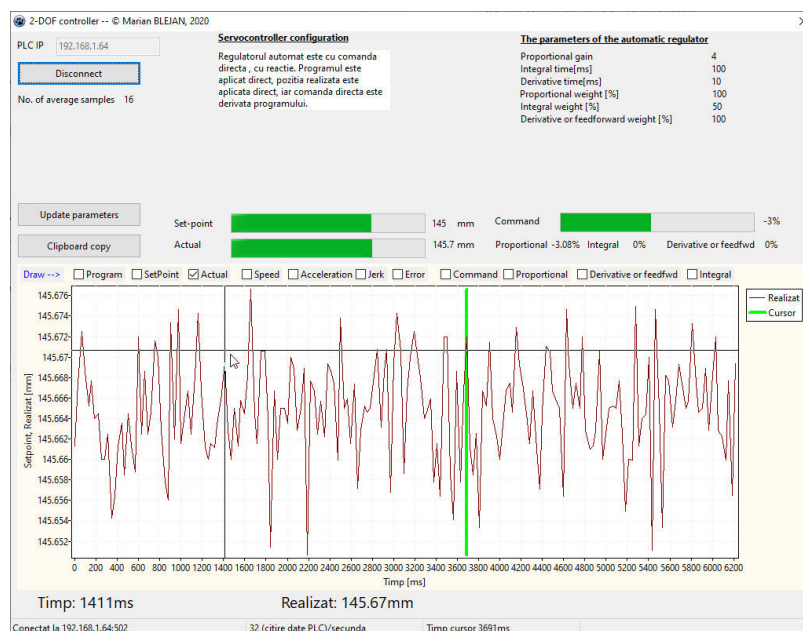 2-DOF controller -- © Marian BLEJAN, 2020
PLC IP 192.168.1.64
Disconnect
No. of average samples 16
Servocontroller configuration
Regulatorul automat este cu comanda
directa , cu reactie. Programul este
aplicat direct, pozitia realizata este
aplicata direct, iar comanda directa este
derivata programului.
The parameters of the automatic regulator
Proportional gain 4
Integral time[ms] 100
Derivative time[ms] 10
Proportional weight [%] 100
Integral weight [%] 50
Derivative or feedforward weight [%] 100
Update parameters
Clipboard copy
Set-point 145 mm
Actual 145.7 mm
Command -3%
Proportional -3.08% Integral 0% Derivative or feedfwd 0%
Draw --> Program SetPoint Actual Speed Acceleration Jerk Error Command Proportional Derivative or feedfwd Integral
Setpoint, Realizat [mm]
145.676
145.674
145.672
145.67
145.668
145.666
145.664
145.662
145.66
145.658
145.656
145.654
145.652
Realizat
Cursor
0 200 400 600 800 1000 1200 1400 1600 1800 2000 2200 2400 2600 2800 3000 3200 3400 3600 3800 4000 4200 4400 4600 4800 5000 5200 5400 5600 5800 6000 6200
Timp [ms]
Timp: 1411ms Realizat: 145.67mm
Conectat la 192.168.1.64:502 32 (citire date PLC)/secunda Timp cursor 3691ms